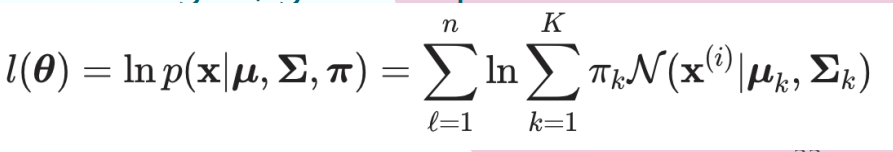 l(𝛉) = ln p(𝐱|𝛍, 𝚺, 𝛑) = ∑_{ℓ=1}^{n} ln ∑_{k=1}^{K} π_k 𝒩(𝐱^{(i)}|𝛍_k, 𝚺_k)